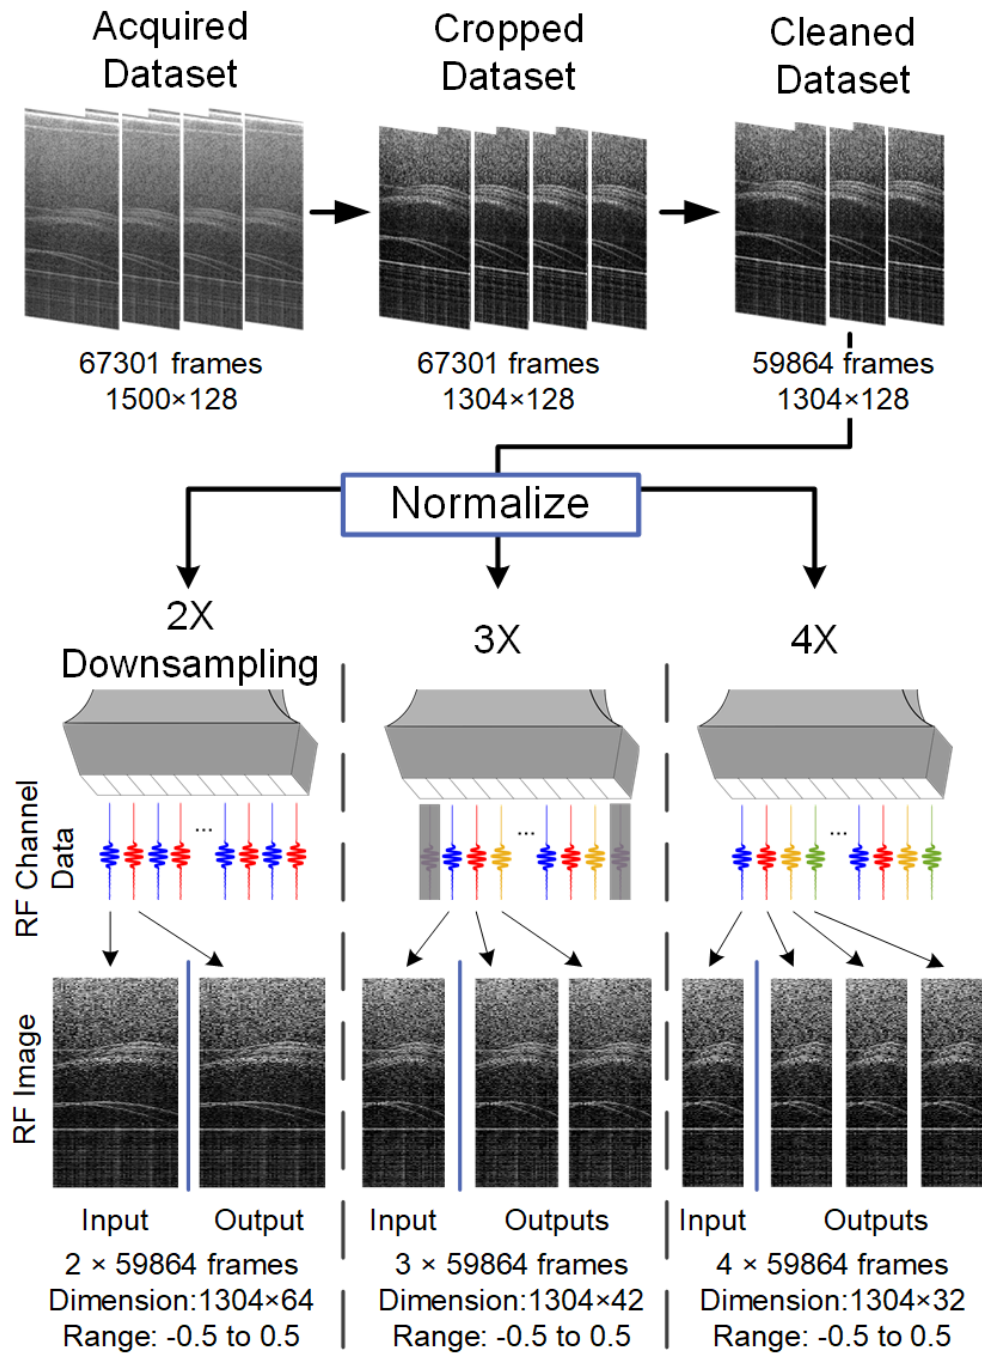 Acquired
Dataset
Cropped
Dataset
Cleaned
Dataset
67301 frames
1500×128
67301 frames
1304×128
59864 frames
1304×128
Normalize
2X
Downsampling
3X
4X
RF Channel
Data
...
...
...
RF Image
Input
Output
Input
Outputs
Input
Outputs
2 × 59864 frames
Dimension:1304×64
Range: -0.5 to 0.5
3 × 59864 frames
Dimension:1304×42
Range: -0.5 to 0.5
4 × 59864 frames
Dimension:1304×32
Range: -0.5 to 0.5